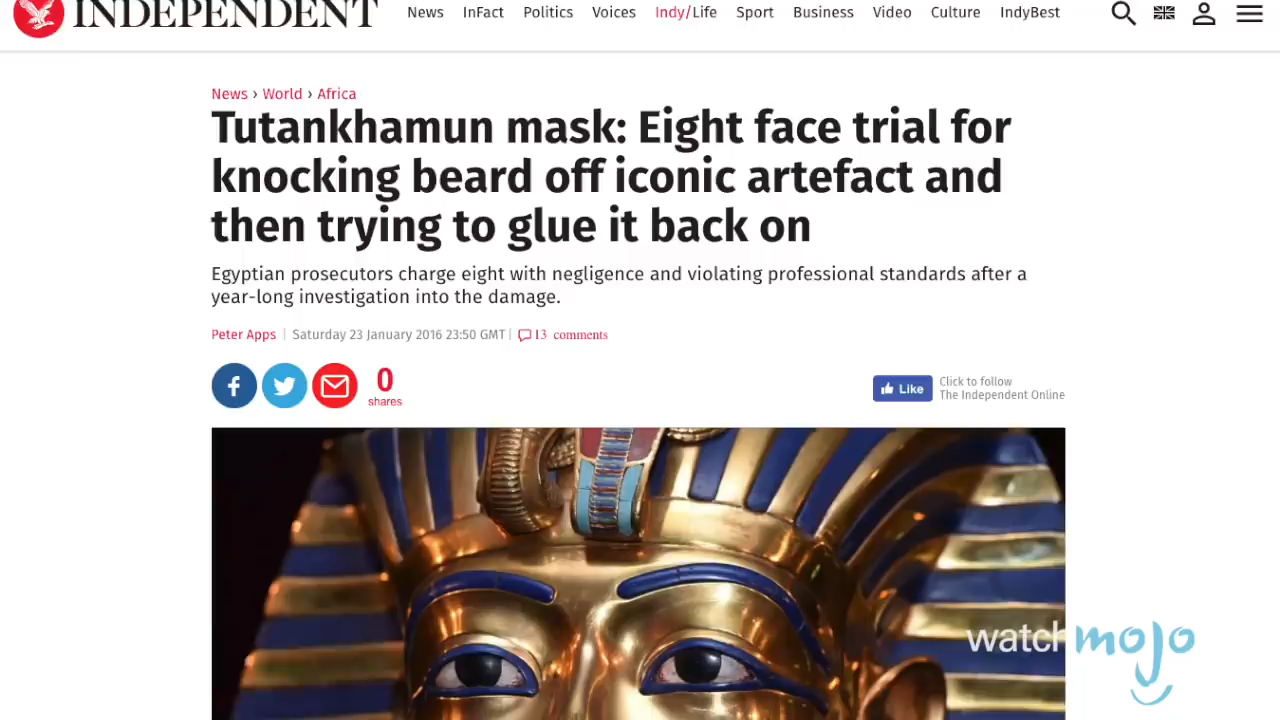 INDEPENDENT
News InFact Politics Voices Indy/Life Sport Business Video Culture IndyBest
News › World › Africa
Tutankhamun mask: Eight face trial for
knocking beard off iconic artefact and
then trying to glue it back on
Egyptian prosecutors charge eight with negligence and violating professional standards after a
year-long investigation into the damage.
Peter Apps | Saturday 23 January 2016 23:50 GMT | 13 comments
0
shares
Like
Click to follow
The Independent Online
watchmojo